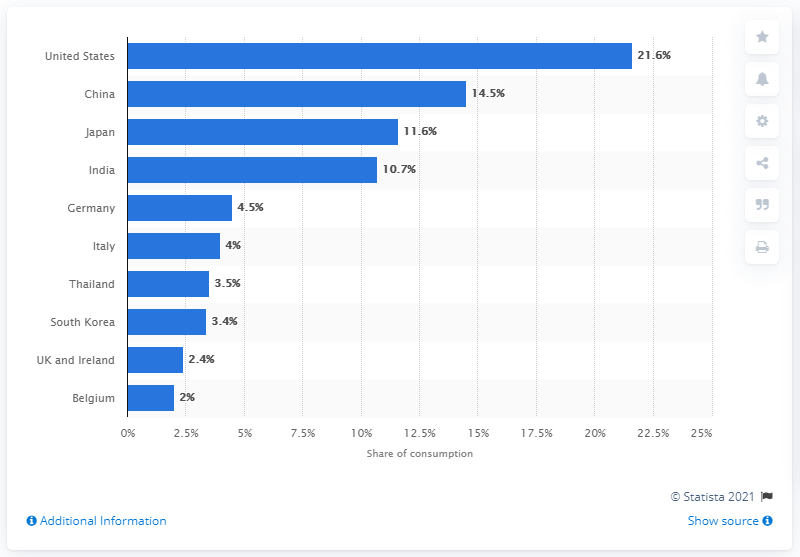 United States 21.6%
China 14.5%
Japan 11.6%
India 10.7%
Germany 4.5%
Italy 4%
Thailand 3.5%
South Korea 3.4%
UK and Ireland 2.4%
Belgium 2%
0% 2.5% 5% 7.5% 10% 12.5% 15% 17.5% 20% 22.5% 25%
Share of consumption
© Statista 2021
Additional Information Show source